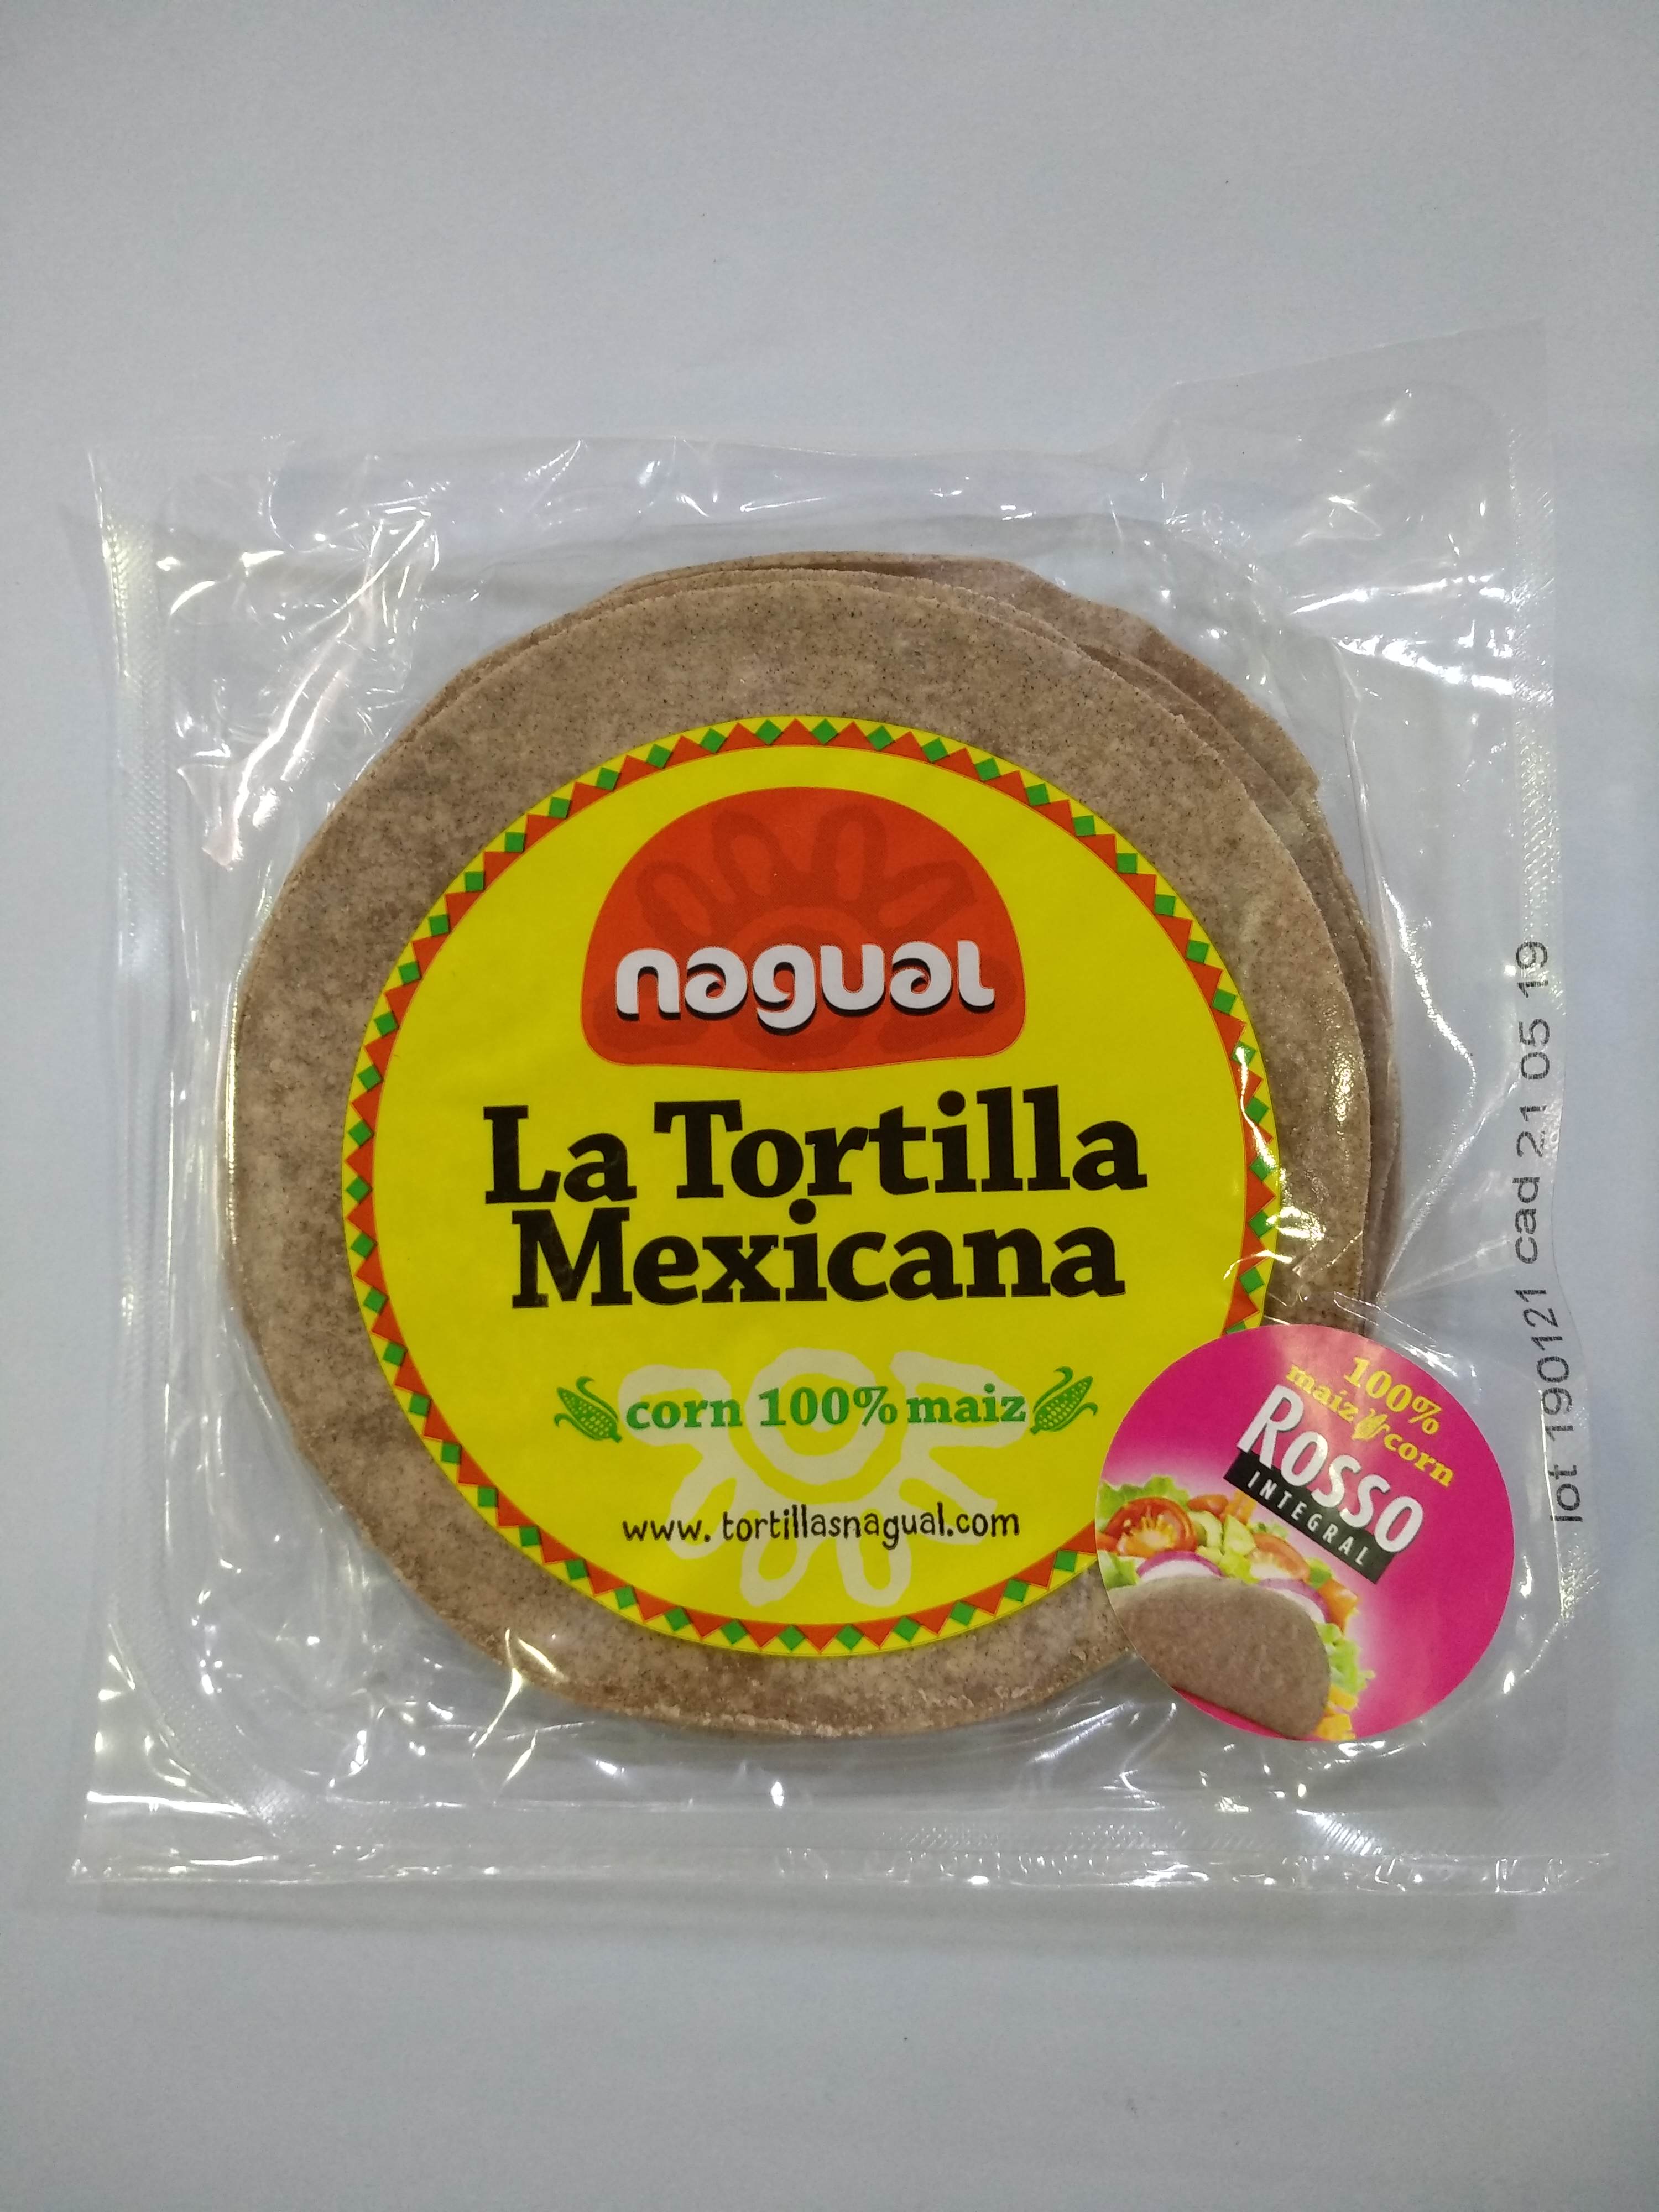 nagual
La Tortilla
Mexicana
corn 100% maiz
www.tortillasnagual.com
100%
maiz corn
Rosso
INTEGRAL
lot 190121 cad 21 05 19